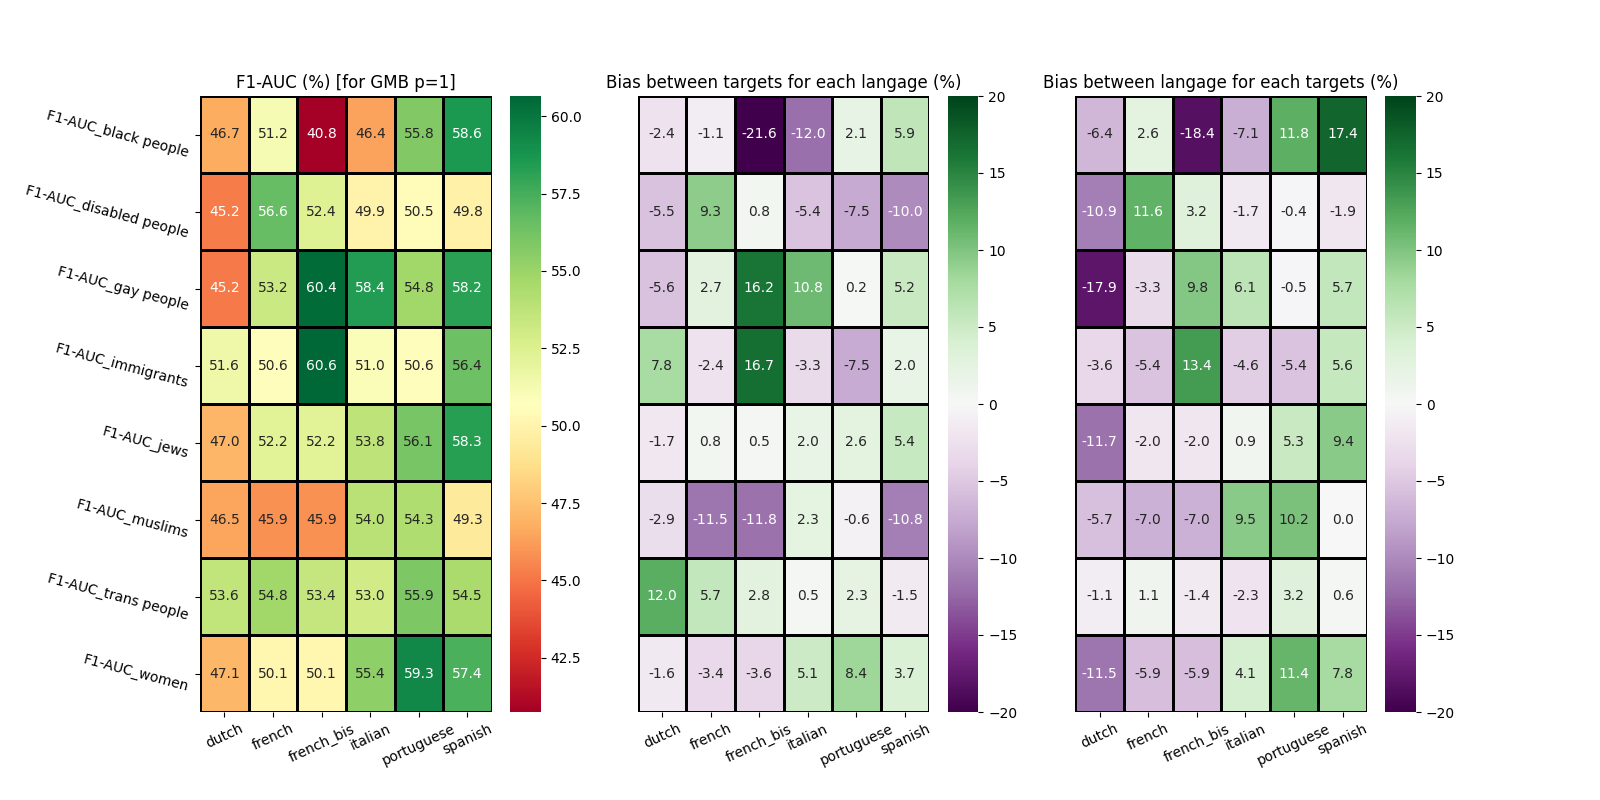 F1-AUC (%) [for GMB p=1]
Bias between targets for each langage (%)
Bias between langage for each targets (%)
F1-AUC_black people 46.7 51.2 40.8 46.4 55.8 58.6
F1-AUC_disabled people 45.2 56.6 52.4 49.9 50.5 49.8
F1-AUC_gay people 45.2 53.2 60.4 58.4 54.8 58.2
F1-AUC_immigrants 51.6 50.6 60.6 51.0 50.6 56.4
F1-AUC_jews 47.0 52.2 52.2 53.8 56.1 58.3
F1-AUC_muslims 46.5 45.9 45.9 54.0 54.3 49.3
F1-AUC_trans people 53.6 54.8 53.4 53.0 55.9 54.5
F1-AUC_women 47.1 50.1 50.1 55.4 59.3 57.4
dutch french french_bis italian portuguese spanish
60.0
57.5
55.0
52.5
50.0
47.5
45.0
42.5
-2.4 -1.1 -21.6 -12.0 2.1 5.9
-5.5 9.3 0.8 -5.4 -7.5 -10.0
-5.6 2.7 16.2 10.8 0.2 5.2
7.8 -2.4 16.7 -3.3 -7.5 2.0
-1.7 0.8 0.5 2.0 2.6 5.4
-2.9 -11.5 -11.8 2.3 -0.6 -10.8
12.0 5.7 2.8 0.5 2.3 -1.5
-1.6 -3.4 -3.6 5.1 8.4 3.7
dutch french french_bis italian portuguese spanish
20
15
10
5
0
−5
−10
−15
−20
-6.4 2.6 -18.4 -7.1 11.8 17.4
-10.9 11.6 3.2 -1.7 -0.4 -1.9
-17.9 -3.3 9.8 6.1 -0.5 5.7
-3.6 -5.4 13.4 -4.6 -5.4 5.6
-11.7 -2.0 -2.0 0.9 5.3 9.4
-5.7 -7.0 -7.0 9.5 10.2 0.0
-1.1 1.1 -1.4 -2.3 3.2 0.6
-11.5 -5.9 -5.9 4.1 11.4 7.8
dutch french french_bis italian portuguese spanish
20
15
10
5
0
−5
−10
−15
−20